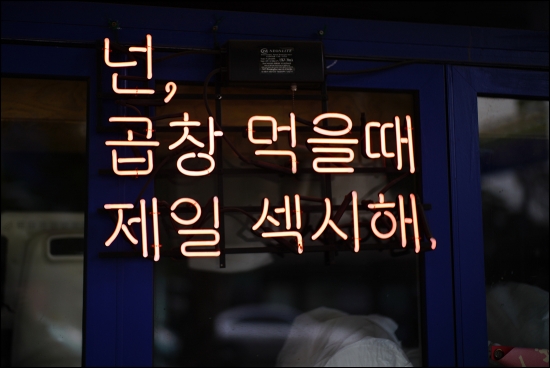 넌,
곱창 먹을때
제일 섹시해.